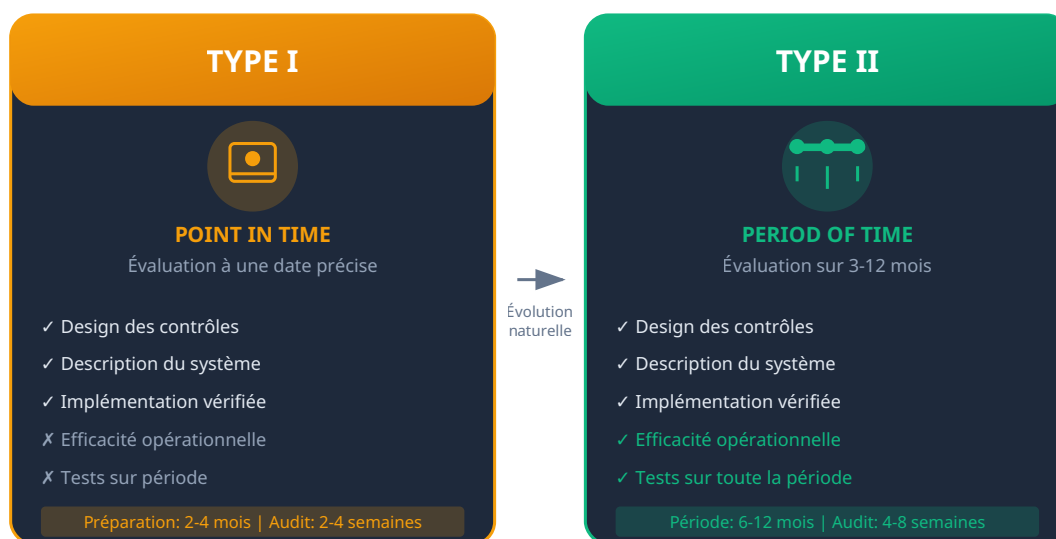 TYPE I
POINT IN TIME
Évaluation à une date précise
✓ Design des contrôles
✓ Description du système
✓ Implémentation vérifiée
✗ Efficacité opérationnelle
✗ Tests sur période
Préparation: 2-4 mois | Audit: 2-4 semaines
Évolution
naturelle
TYPE II
PERIOD OF TIME
Évaluation sur 3-12 mois
✓ Design des contrôles
✓ Description du système
✓ Implémentation vérifiée
✓ Efficacité opérationnelle
✓ Tests sur toute la période
Période: 6-12 mois | Audit: 4-8 semaines